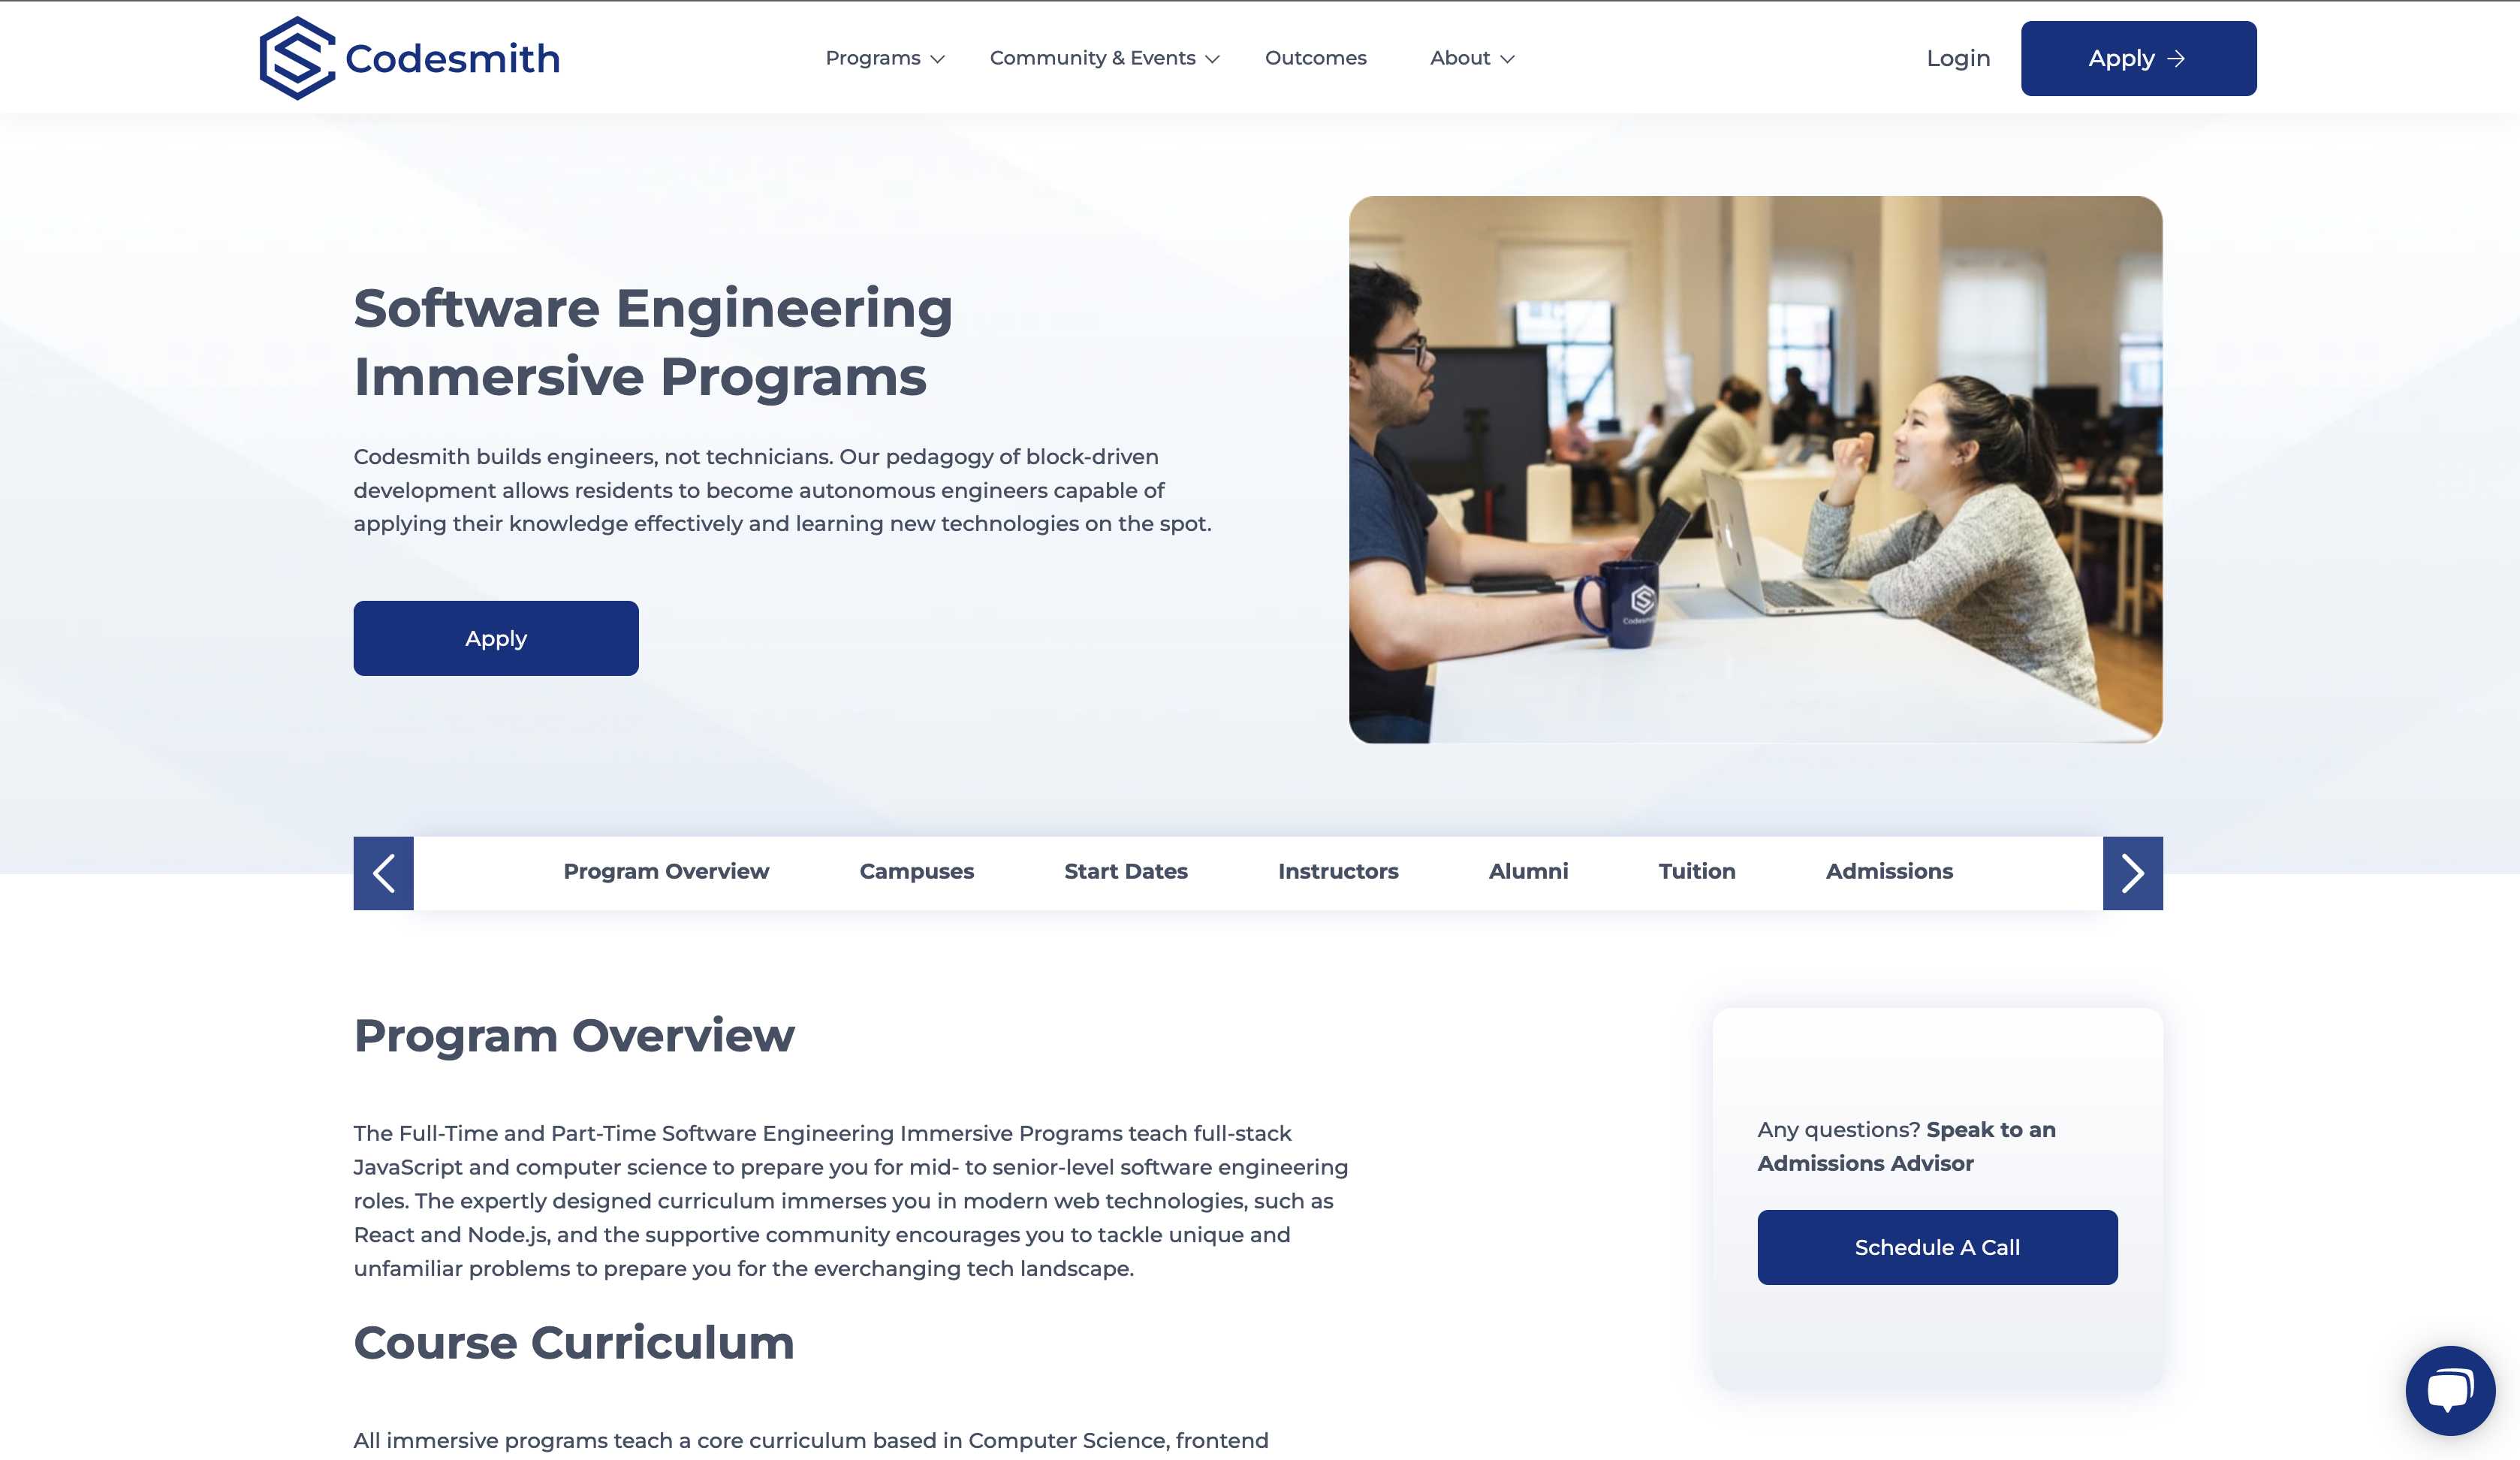 Codesmith
Programs
Community & Events
Outcomes
About
Login
Apply
Software Engineering
Immersive Programs
Codesmith builds engineers, not technicians. Our pedagogy of block-driven
development allows residents to become autonomous engineers capable of
applying their knowledge effectively and learning new technologies on the spot.
Apply
Program Overview
Campuses
Start Dates
Instructors
Alumni
Tuition
Admissions
Program Overview
The Full-Time and Part-Time Software Engineering Immersive Programs teach full-stack
JavaScript and computer science to prepare you for mid- to senior-level software engineering
roles. The expertly designed curriculum immerses you in modern web technologies, such as
React and Node.js, and the supportive community encourages you to tackle unique and
unfamiliar problems to prepare you for the everchanging tech landscape.
Any questions? Speak to an
Admissions Advisor
Schedule A Call
Course Curriculum
All immersive programs teach a core curriculum based in Computer Science, frontend